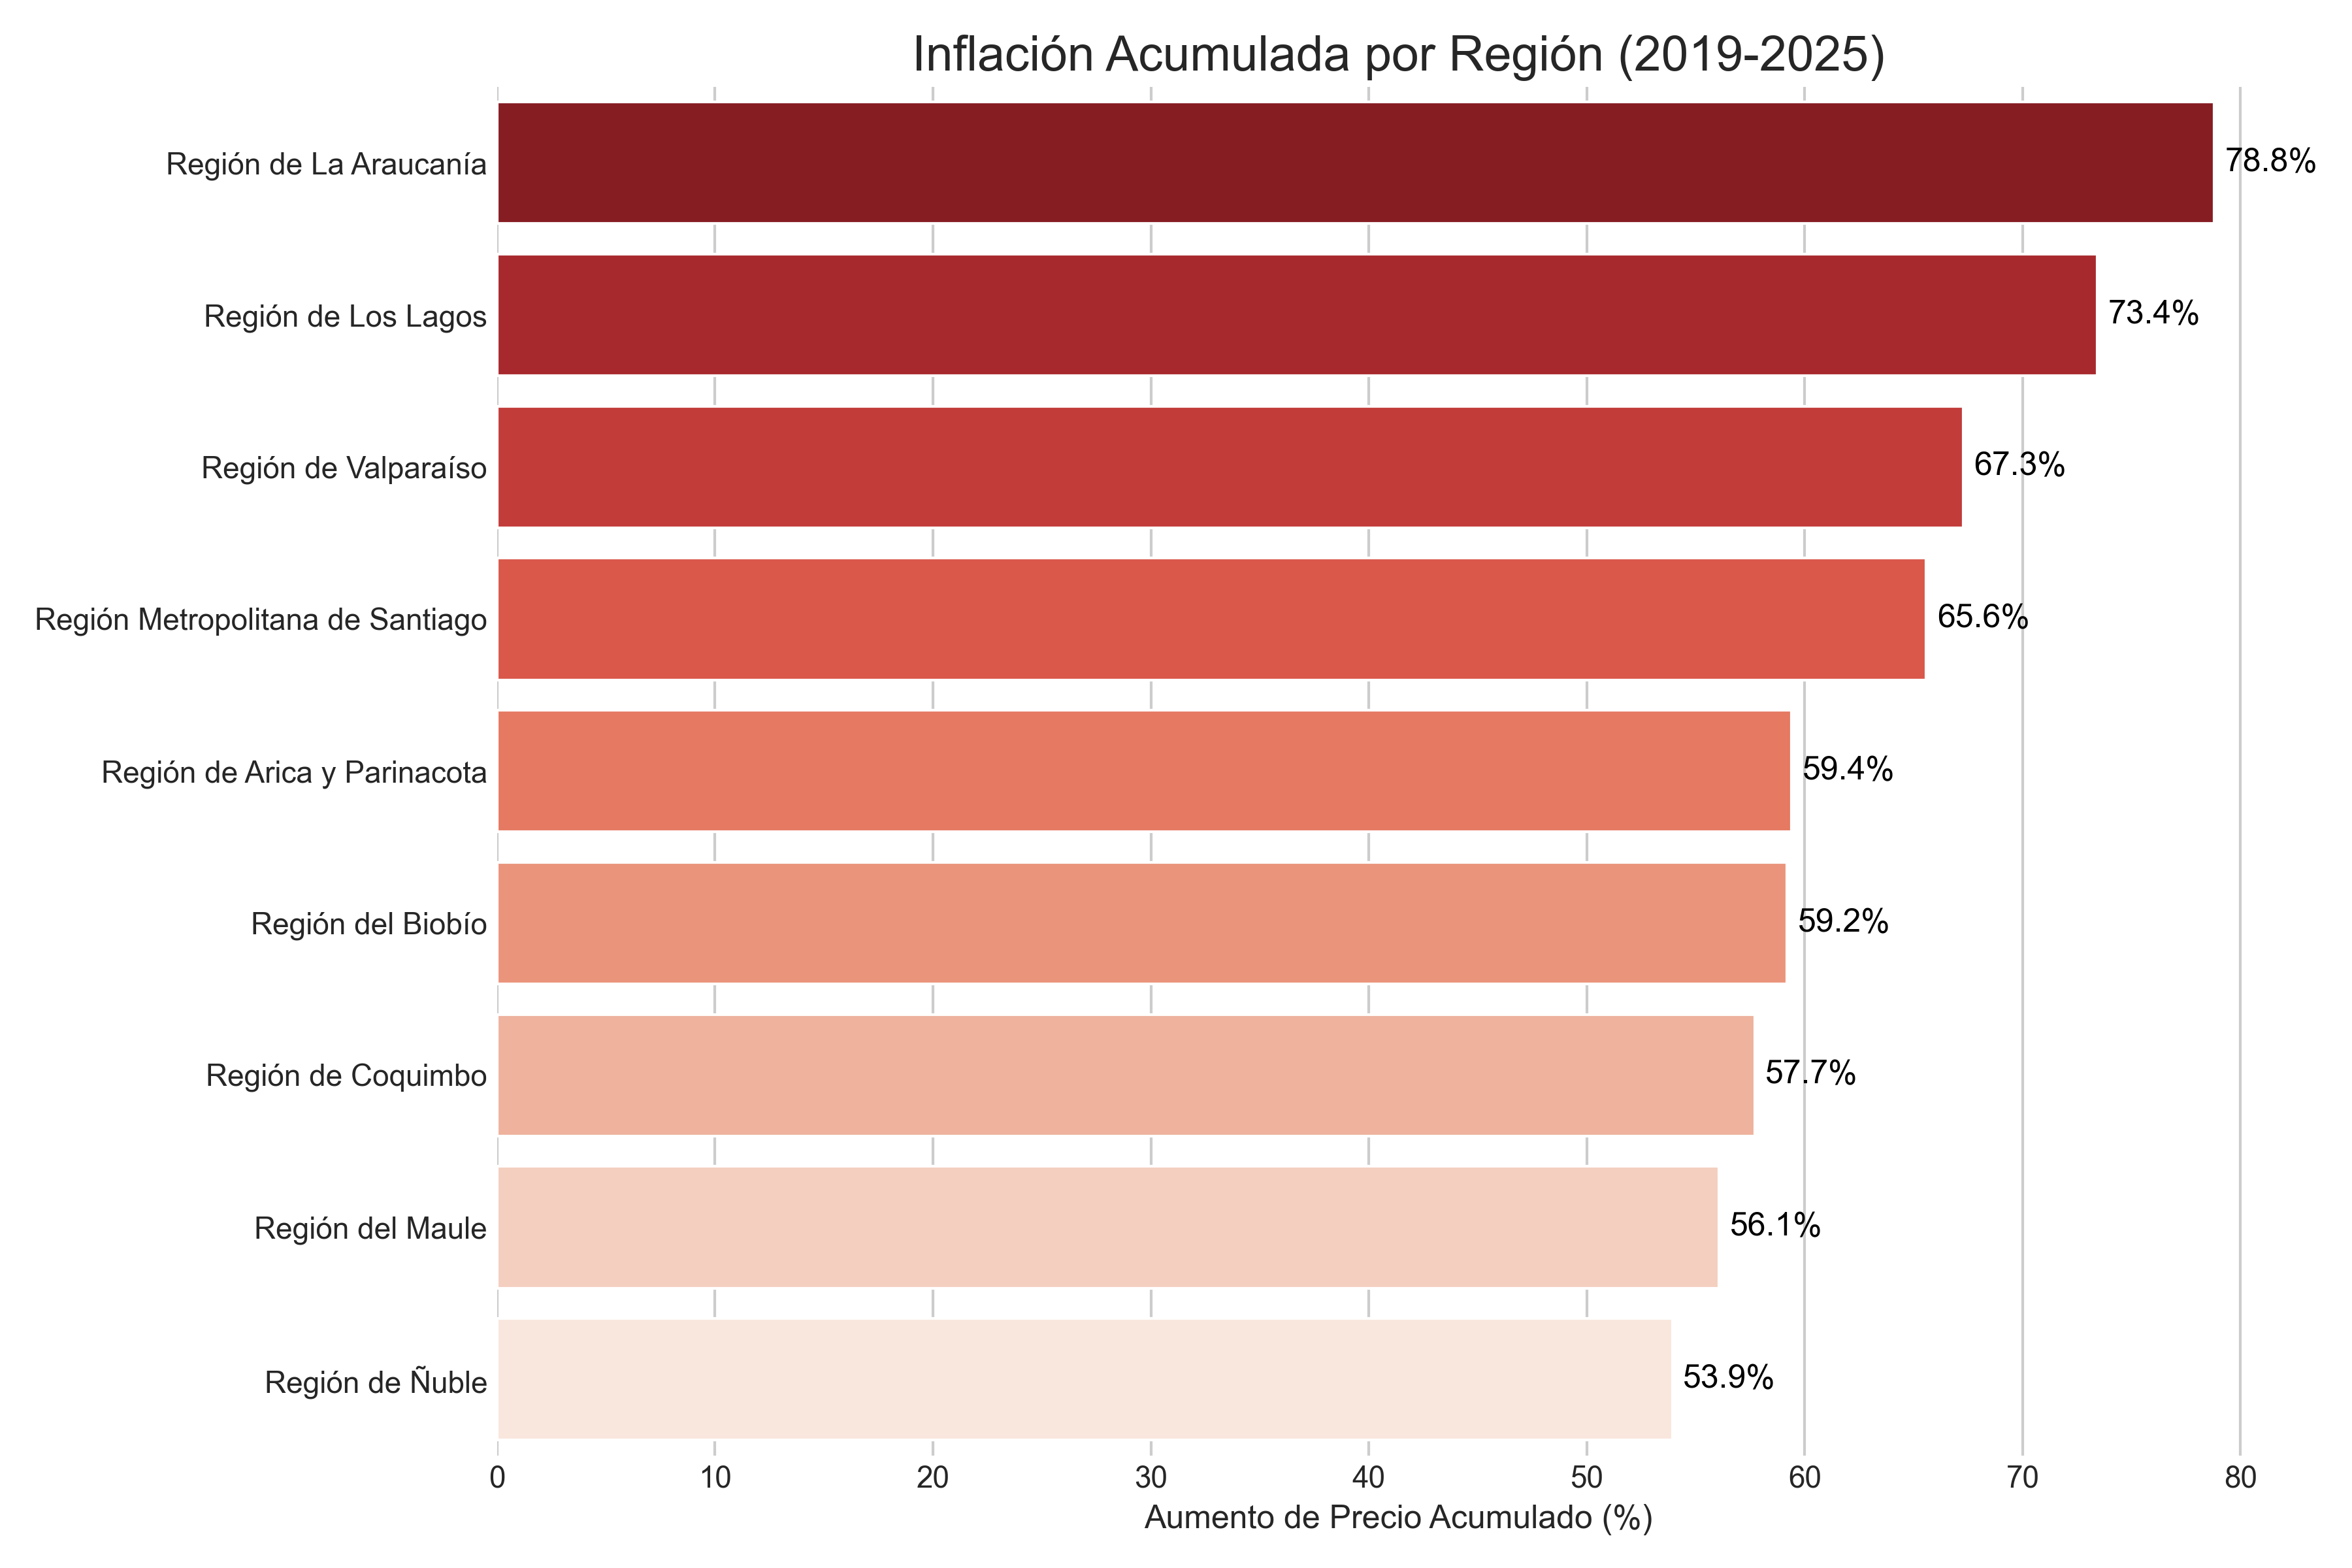 Inflación Acumulada por Región (2019-2025)
Región de La Araucanía 78.8%
Región de Los Lagos 73.4%
Región de Valparaíso 67.3%
Región Metropolitana de Santiago 65.6%
Región de Arica y Parinacota 59.4%
Región del Biobío 59.2%
Región de Coquimbo 57.7%
Región del Maule 56.1%
Región de Ñuble 53.9%
0 10 20 30 40 50 60 70 80
Aumento de Precio Acumulado (%)